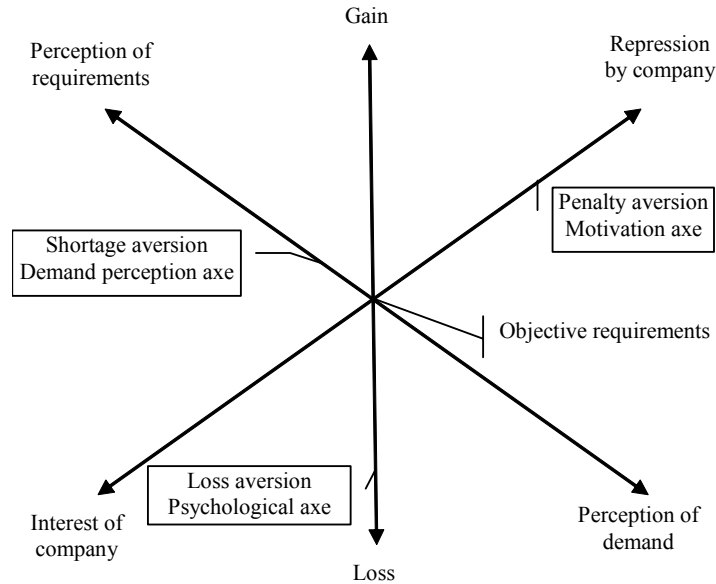 Gain
Perception of
requirements
Repression
by company
Penalty aversion
Motivation axe
Shortage aversion
Demand perception axe
Objective requirements
Loss aversion
Psychological axe
Interest of
company
Perception of
demand
Loss